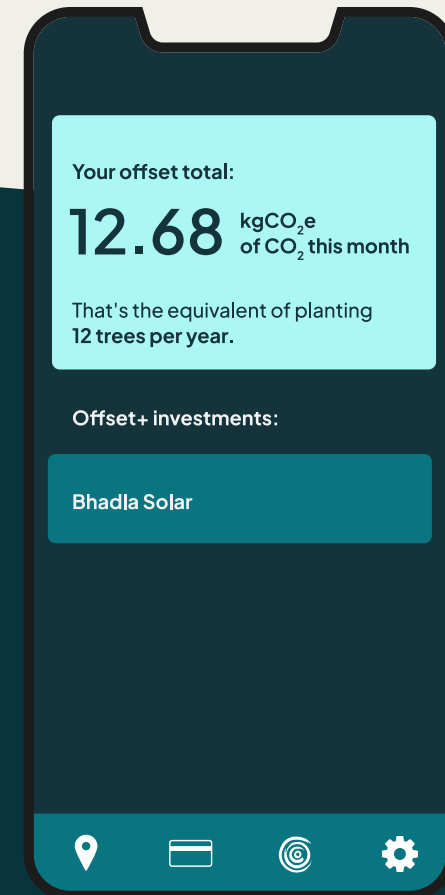 Your offset total:
12.68 kgCO₂e
of CO₂ this month
That's the equivalent of planting
12 trees per year.
Offset+ investments:
Bhadla Solar